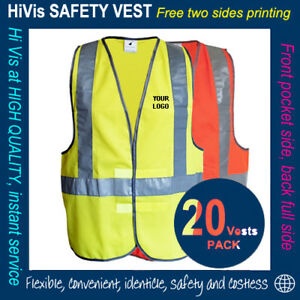 HiVis SAFETY VEST Free two sides printing
Hi Vis at HIGH QUALITY, instant service
Front pocket side, back full side
YOUR
LOGO
20 Vests
PACK
Flexible, convenient, identicle, safety and costless